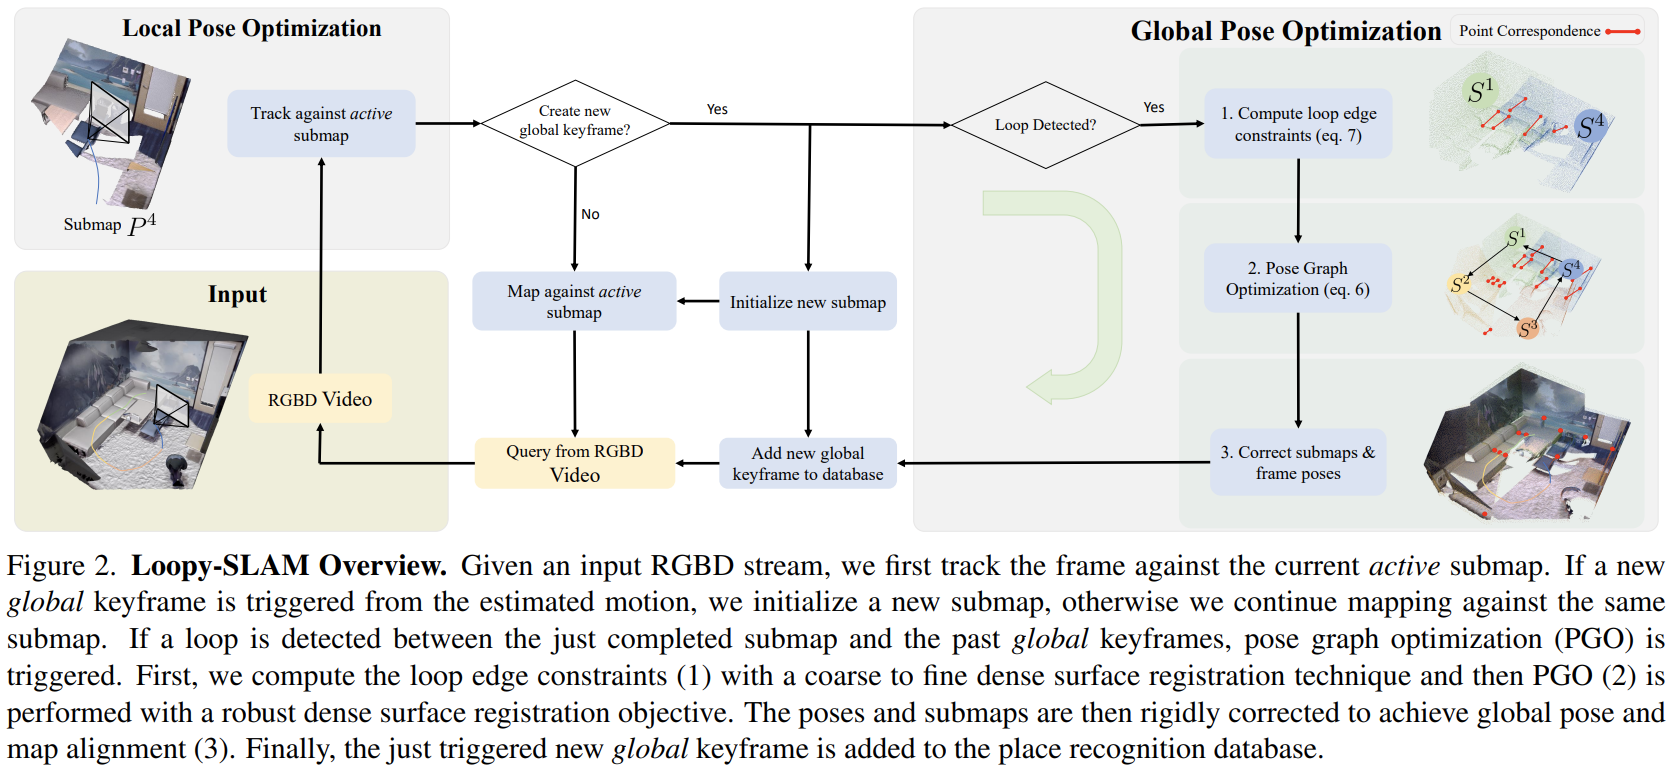 Local Pose Optimization
Track against active
submap
Submap P⁴
Input
RGBD Video
Create new
global keyframe?
Yes
No
Map against active
submap
Initialize new submap
Query from RGBD
Video
Add new global
keyframe to database
Global Pose Optimization
Point Correspondence
Loop Detected?
Yes
1. Compute loop edge
constraints (eq. 7)
S¹
S⁴
2. Pose Graph
Optimization (eq. 6)
S¹
S⁴
S²
S³
3. Correct submaps &
frame poses
Figure 2. Loopy-SLAM Overview. Given an input RGBD stream, we first track the frame against the current active submap. If a new
global keyframe is triggered from the estimated motion, we initialize a new submap, otherwise we continue mapping against the same
submap. If a loop is detected between the just completed submap and the past global keyframes, pose graph optimization (PGO) is
triggered. First, we compute the loop edge constraints (1) with a coarse to fine dense surface registration technique and then PGO (2) is
performed with a robust dense surface registration objective. The poses and submaps are then rigidly corrected to achieve global pose and
map alignment (3). Finally, the just triggered new global keyframe is added to the place recognition database.